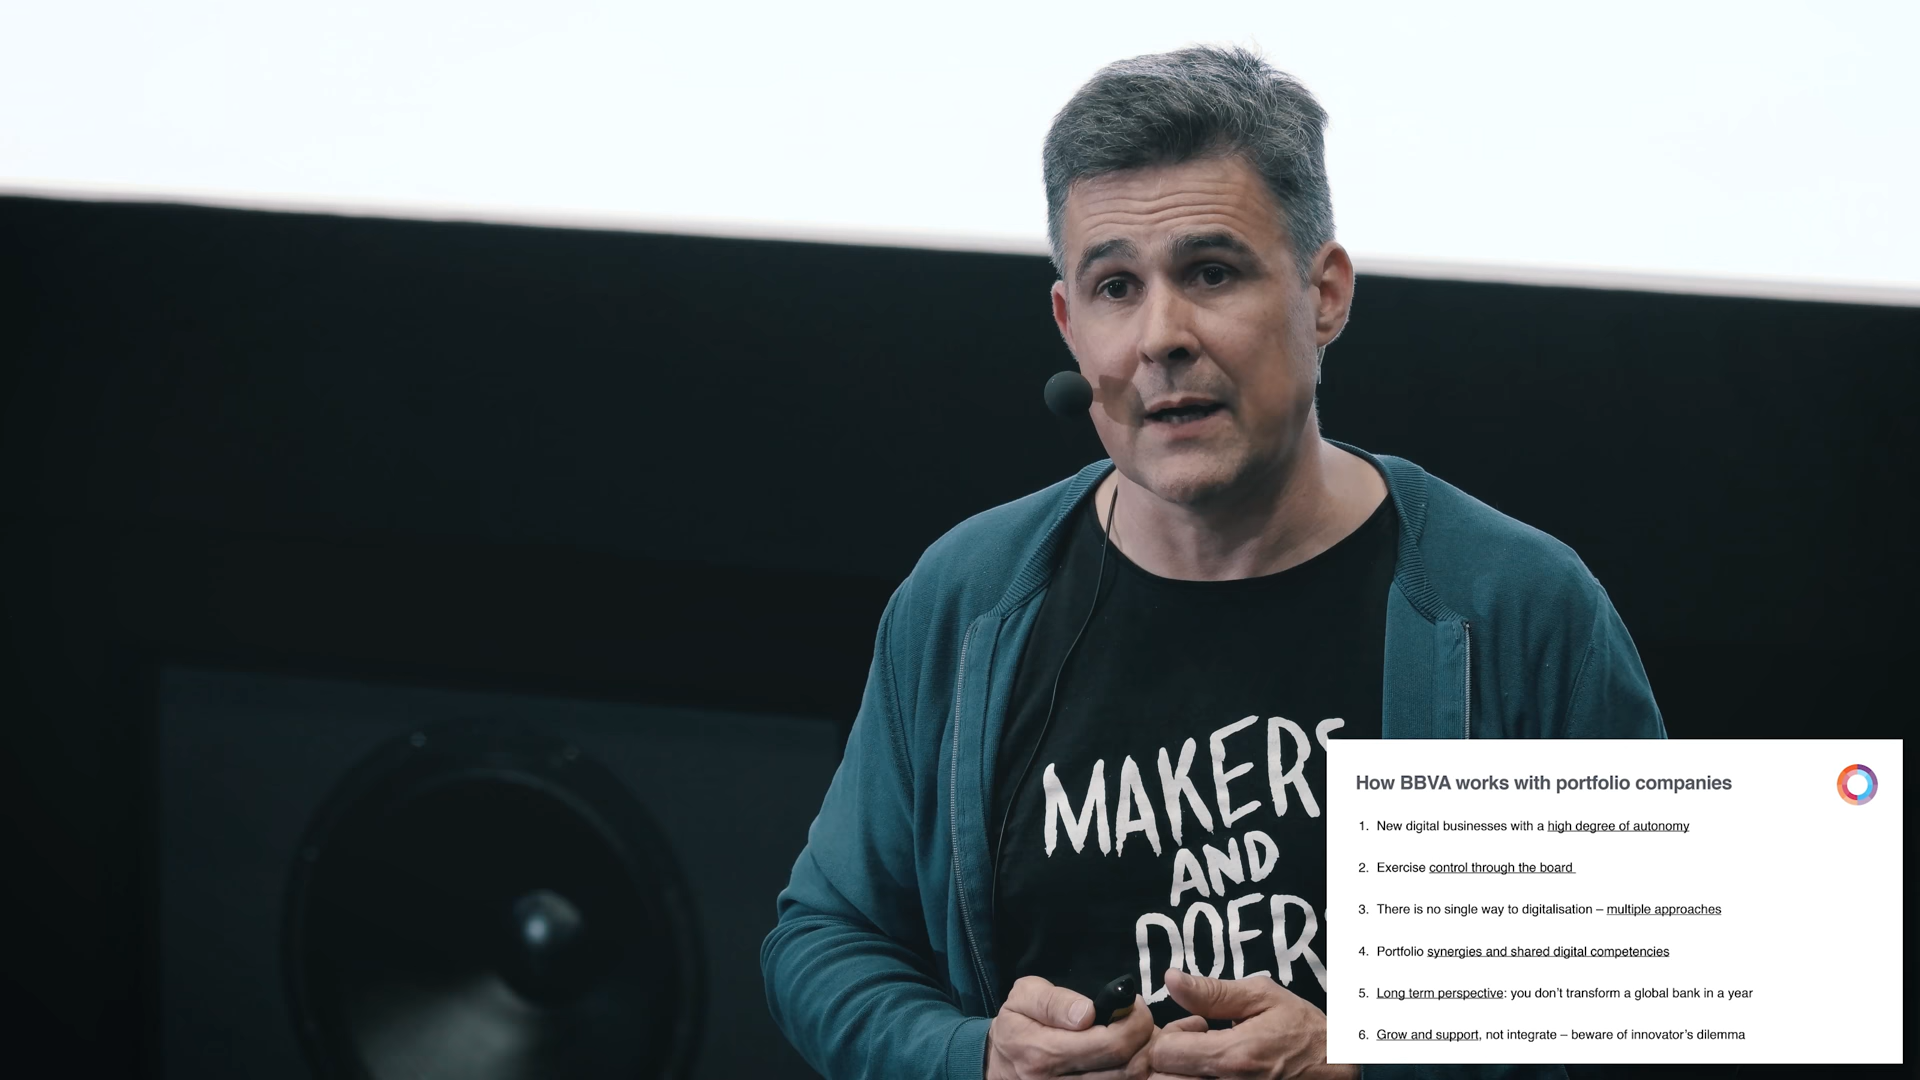 MAKERS
AND
DOERS
How BBVA works with portfolio companies
1. New digital businesses with a high degree of autonomy
2. Exercise control through the board
3. There is no single way to digitalisation – multiple approaches
4. Portfolio synergies and shared digital competencies
5. Long term perspective: you don't transform a global bank in a year
6. Grow and support, not integrate – beware of innovator's dilemma